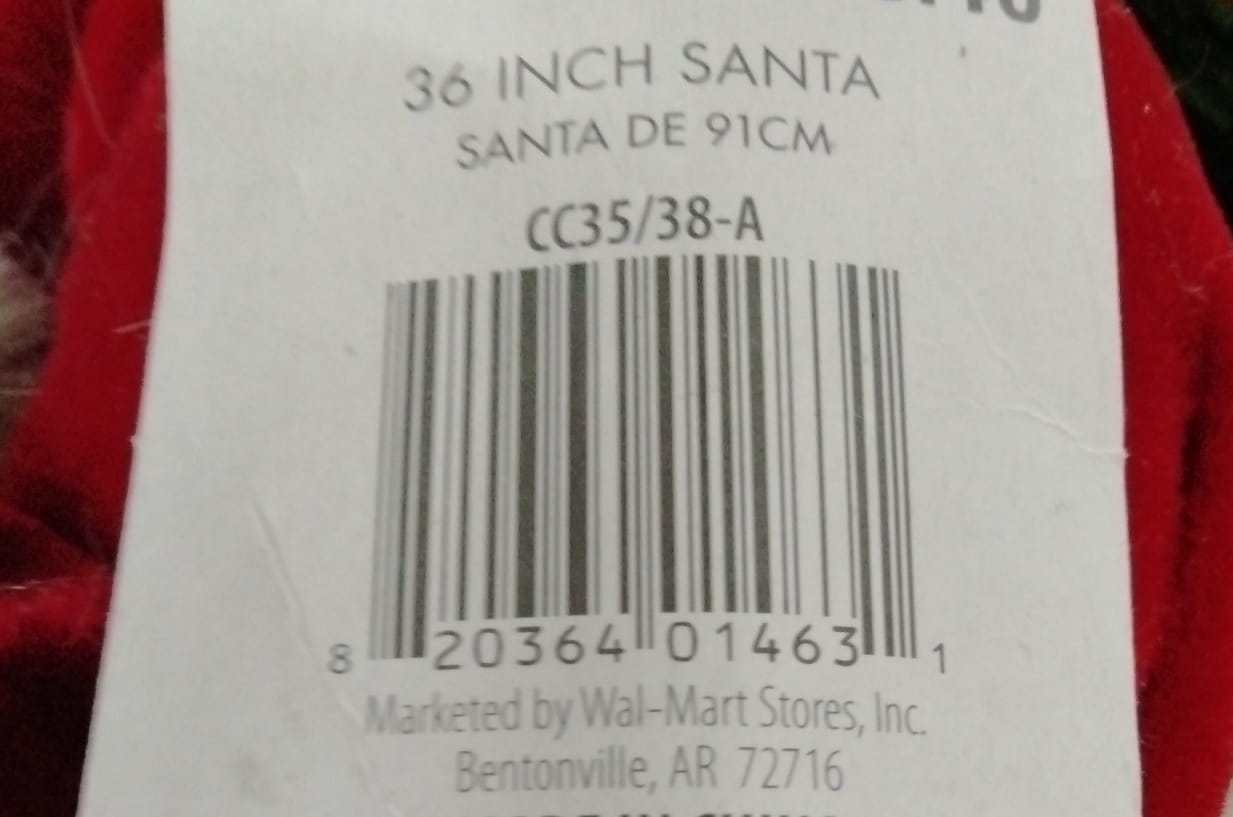 36 INCH SANTA
SANTA DE 91CM
CC35/38-A
8 20364 01463 1
Marketed by Wal-Mart Stores, Inc.
Bentonville, AR 72716